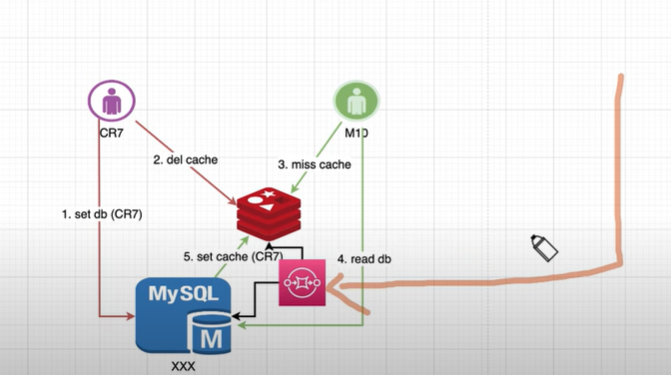 CR7
M10
2. del cache
3. miss cache
1. set db (CR7)
5. set cache (CR7)
4. read db
MySQL
M
XXX